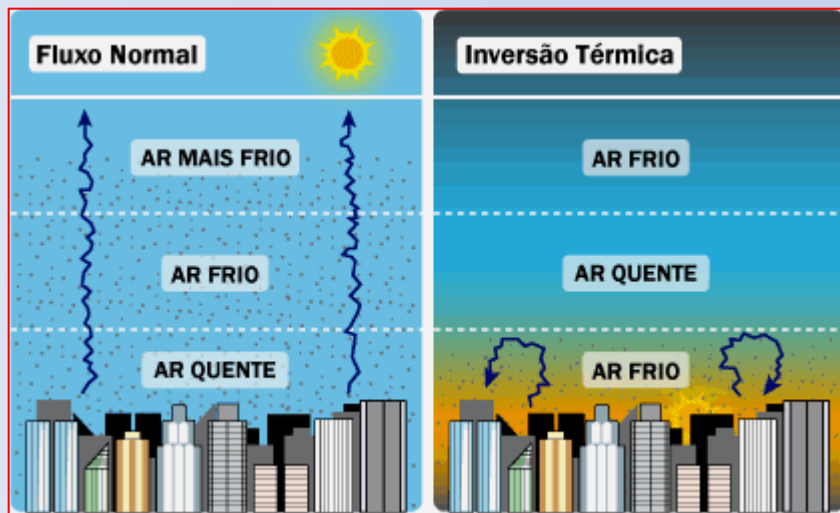 Fluxo Normal
AR MAIS FRIO
AR FRIO
AR QUENTE
Inversão Térmica
AR FRIO
AR QUENTE
AR FRIO